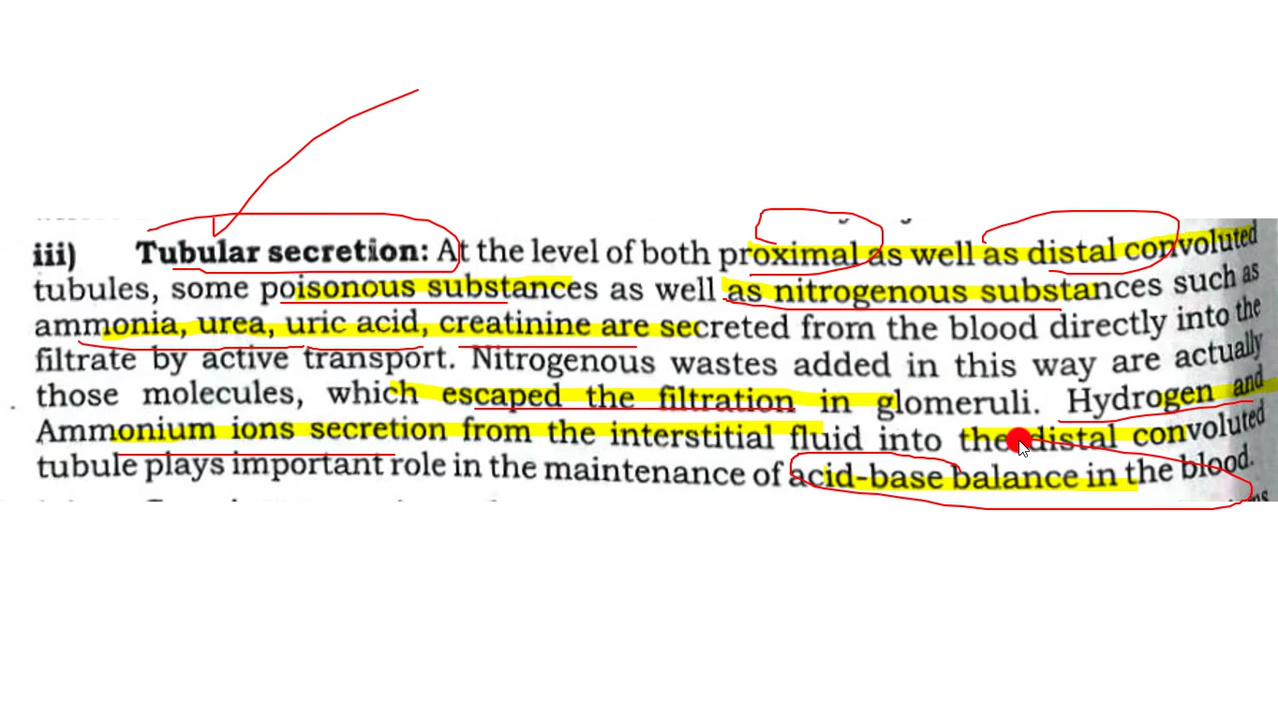 iii) Tubular secretion: At the level of both proximal as well as distal convoluted
tubules, some poisonous substances as well as nitrogenous substances such as
ammonia, urea, uric acid, creatinine are secreted from the blood directly into the
filtrate by active transport. Nitrogenous wastes added in this way are actually
those molecules, which escaped the filtration in glomeruli. Hydrogen and
Ammonium ions secretion from the interstitial fluid into the distal convoluted
tubule plays important role in the maintenance of acid-base balance in the blood.